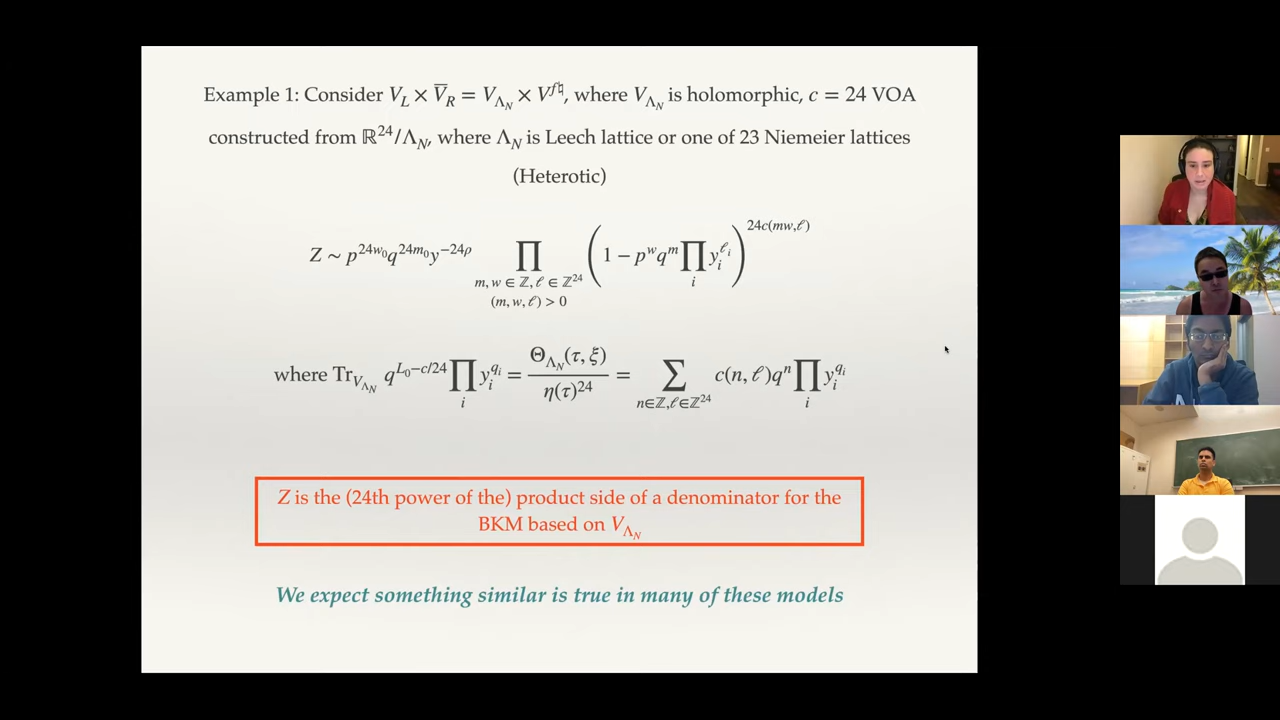 Example 1: Consider V_L × V̅_R = V_{Λ_N} × V^{f♮}, where V_{Λ_N} is holomorphic, c = 24 VOA
constructed from ℝ^{24}/Λ_N, where Λ_N is Leech lattice or one of 23 Niemeier lattices
(Heterotic)
Z ∼ p^{24w_0} q^{24m_0} y^{-24ρ} ∏_{m, w ∈ ℤ, ℓ ∈ ℤ^{24} (m, w, ℓ) > 0} (1 − p^w q^m ∏_i y_i^{ℓ_i})^{24c(mw,ℓ)}
where Tr_{V_{Λ_N}} q^{L_0−c/24} ∏_i y_i^{q_i} = Θ_{Λ_N}(τ, ξ) / η(τ)^{24} = ∑_{n∈ℤ,ℓ∈ℤ^{24}} c(n, ℓ)q^n ∏_i y_i^{q_i}
Z is the (24th power of the) product side of a denominator for the
BKM based on V_{Λ_N}
We expect something similar is true in many of these models